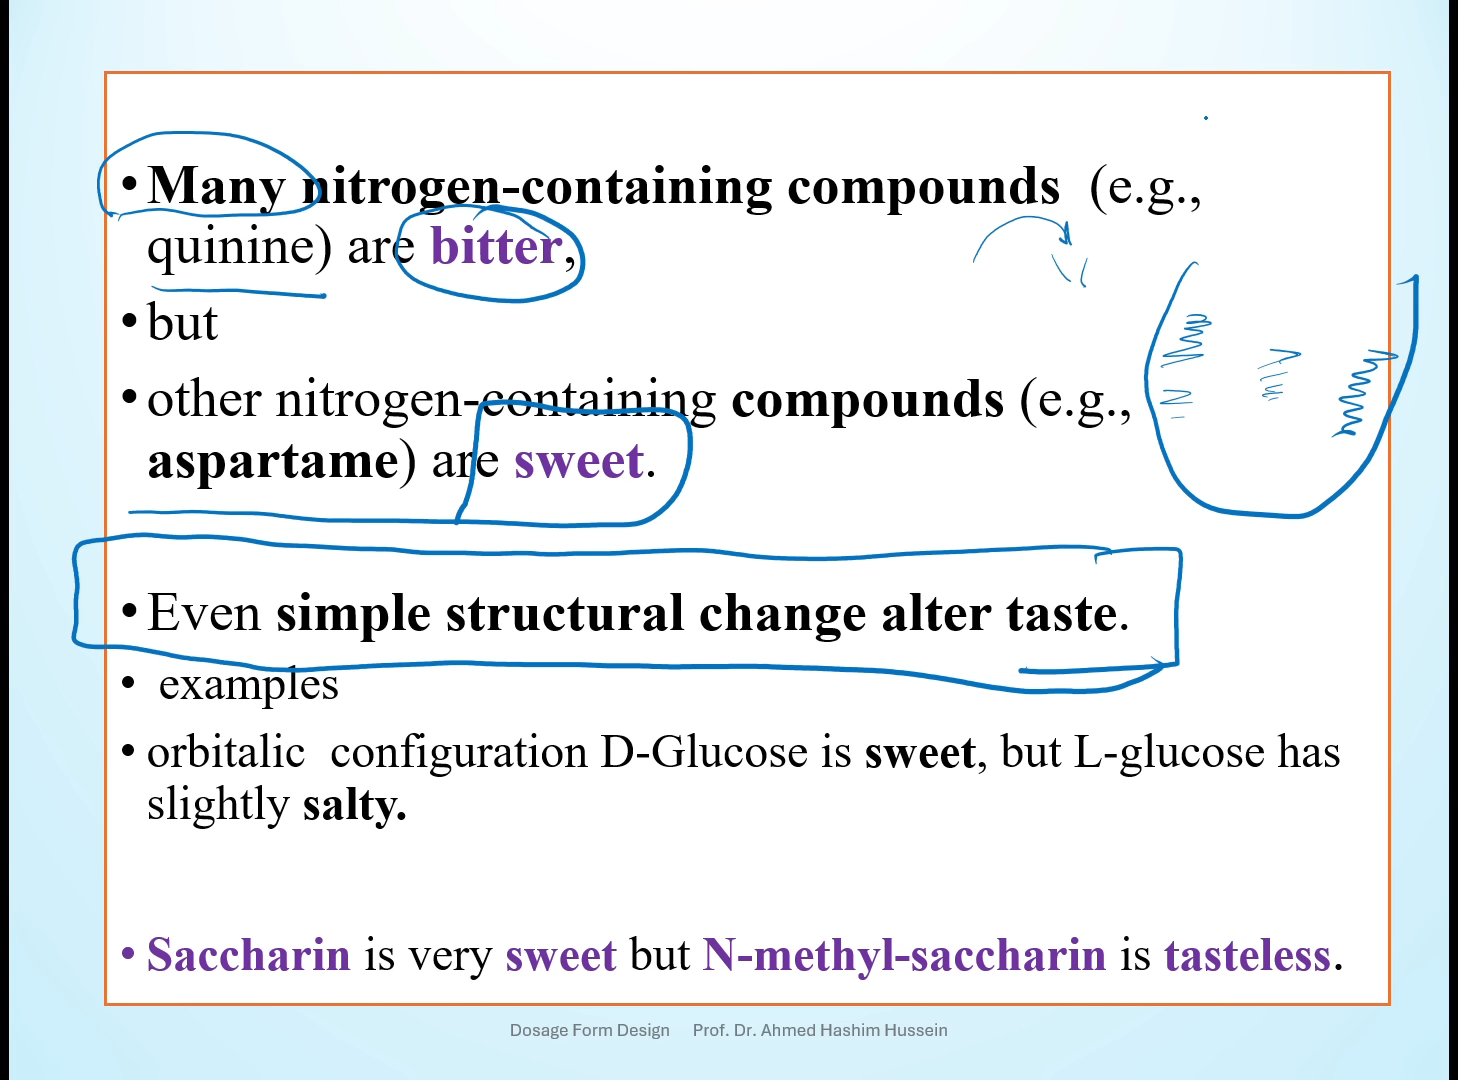 • Many nitrogen-containing compounds (e.g.,
quinine) are bitter,
• but
• other nitrogen-containing compounds (e.g.,
aspartame) are sweet.
• Even simple structural change alter taste.
• examples
• orbitalic configuration D-Glucose is sweet, but L-glucose has
slightly salty.
• Saccharin is very sweet but N-methyl-saccharin is tasteless.
Dosage Form Design Prof. Dr. Ahmed Hashim Hussein